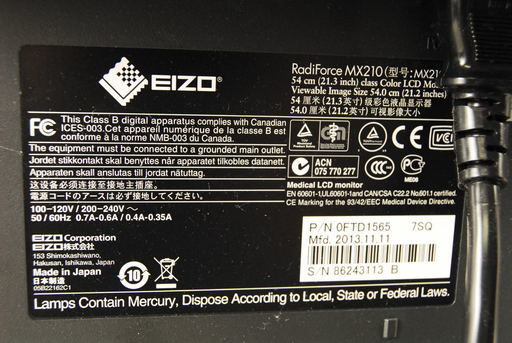 EIZO®
RadiForce MX210 (型号: MX21
54 cm (21.3 inch) class Color LCD Mo
Viewable Image Size 54.0 cm (21.2 inch)
54 厘米 (21.3英寸) 级彩色液晶显示器
54.0 厘米 (21.2英寸) 可视影像大小
FC This Class B digital apparatus complies with Canadian
ICES-003.Cet appareil numérique de la classe B est
conforme à la norme NMB-003 du Canada.
The equipment must be connected to a grounded main outlet.
Jordet stikkontakt skal benyttes når apparatet tilkobles datanett.
Apparaten skall anslutas till jordat nätuttag.
这设备必须连接至接地主插座。
電源コードのアースは必ず接地してください。
100-120V / 200-240V ~
50 / 60Hz 0.7A-0.6A / 0.4A-0.35A
ACN
075 770 277
CCC
ME06
VCI
Medical LCD monitor
EN 60601-1,UL60601-1and CAN/CSA C22.2 No.601.1 certified.
CE Marking for the 93/42/EEC Medical Device Directive.
EIZO Corporation
EIZO株式会社
153 Shimokashiwano,
Hakusan, Ishikawa, Japan
Made in Japan
日本制造
05B22162C1
10
P/N 0FTD1565 7SQ
Mfd. 2013.11.11
S/N 86243113 B
Lamps Contain Mercury, Dispose According to Local, State or Federal Laws.